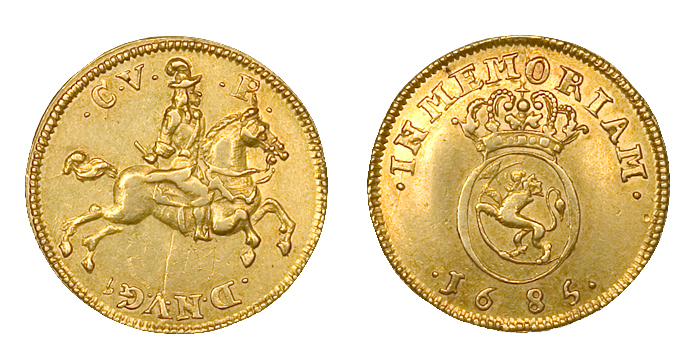 · C · V · R ·
D · N · V G ·
· IN MEMORIAM ·
· 1685 ·